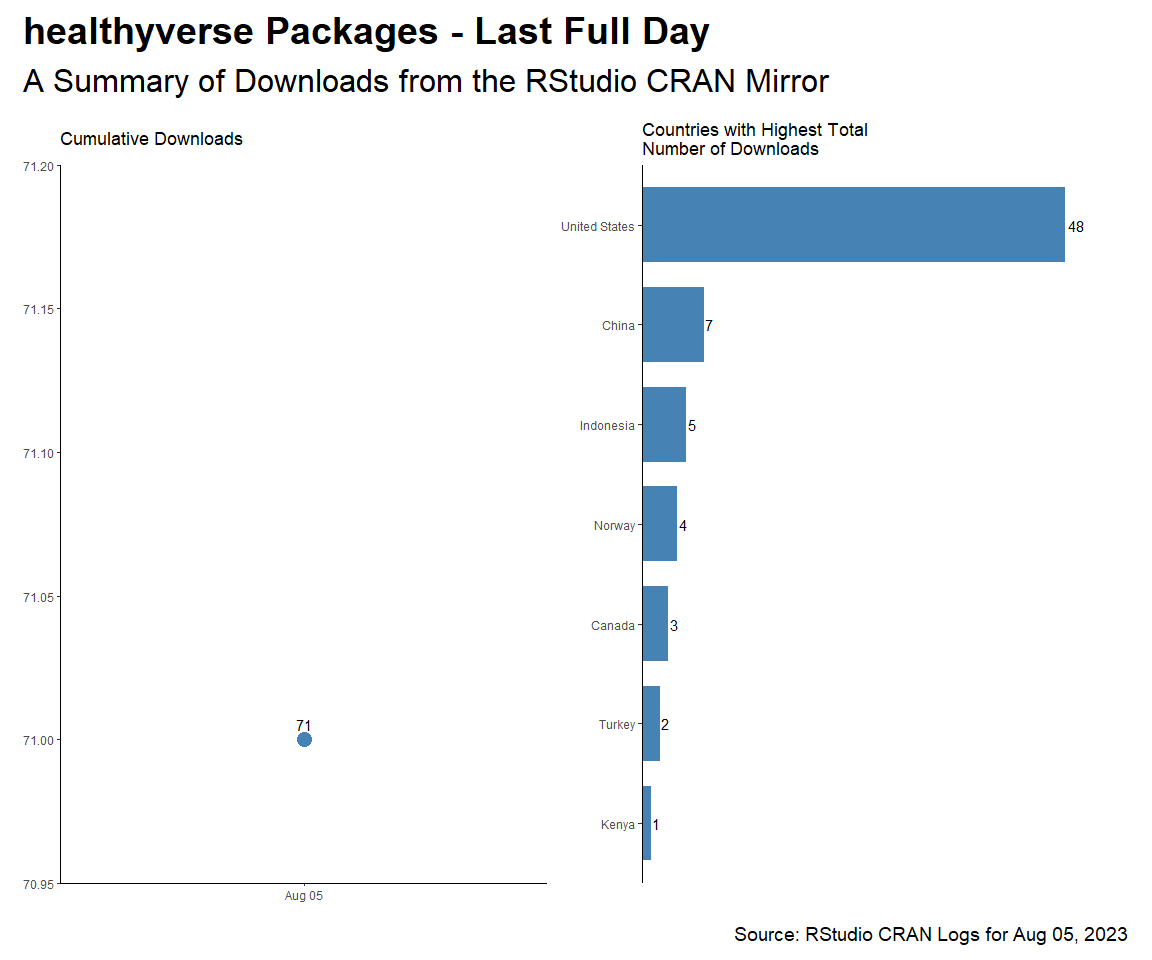 healthyverse Packages - Last Full Day
A Summary of Downloads from the RStudio CRAN Mirror
Cumulative Downloads
71.20
71.15
71.10
71.05
71.00
70.95
71
Aug 05
Countries with Highest Total
Number of Downloads
United States 48
China 7
Indonesia 5
Norway 4
Canada 3
Turkey 2
Kenya 1
Source: RStudio CRAN Logs for Aug 05, 2023